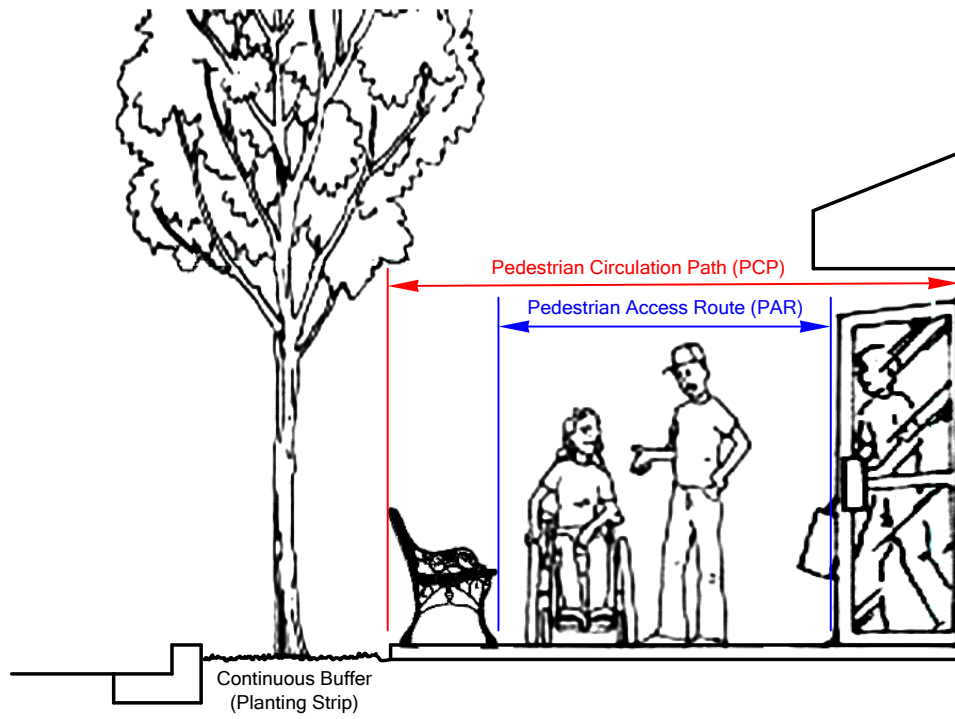 Pedestrian Circulation Path (PCP)
Pedestrian Access Route (PAR)
Continuous Buffer
(Planting Strip)